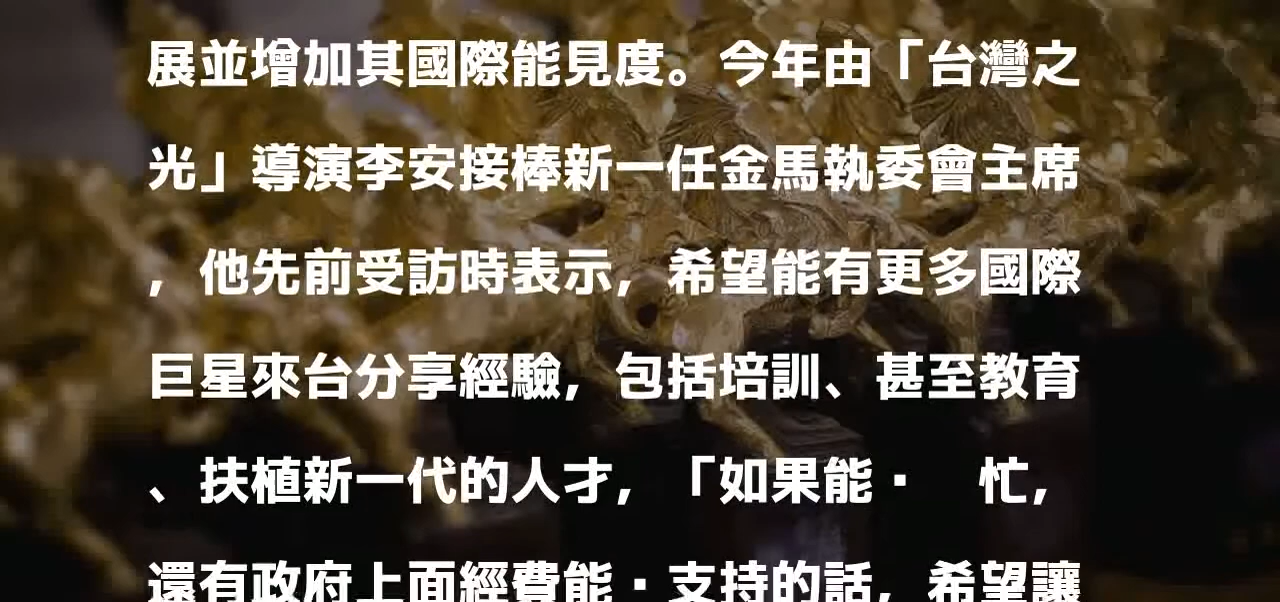 展並增加其國際能見度。今年由「台灣之
光」導演李安接棒新一任金馬執委會主席
，他先前受訪時表示，希望能有更多國際
巨星來台分享經驗，包括培訓、甚至教育
、扶植新一代的人才，「如果能▪　忙，
還有政府上面經費能▪支持的話，希望讓